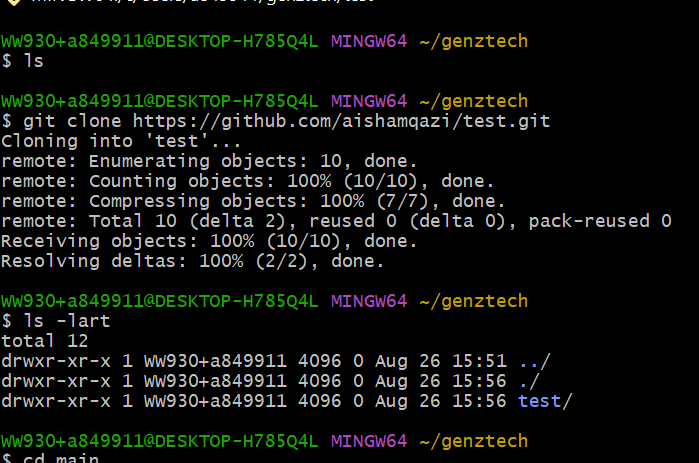 WW930+a849911@DESKTOP-H785Q4L MINGW64 ~/genztech
$ ls
WW930+a849911@DESKTOP-H785Q4L MINGW64 ~/genztech
$ git clone https://github.com/aishamqazi/test.git
Cloning into 'test'...
remote: Enumerating objects: 10, done.
remote: Counting objects: 100% (10/10), done.
remote: Compressing objects: 100% (7/7), done.
remote: Total 10 (delta 2), reused 0 (delta 0), pack-reused 0
Receiving objects: 100% (10/10), done.
Resolving deltas: 100% (2/2), done.
WW930+a849911@DESKTOP-H785Q4L MINGW64 ~/genztech
$ ls -lart
total 12
drwxr-xr-x 1 WW930+a849911 4096 0 Aug 26 15:51 ../
drwxr-xr-x 1 WW930+a849911 4096 0 Aug 26 15:56 ./
drwxr-xr-x 1 WW930+a849911 4096 0 Aug 26 15:56 test/
WW930+a849911@DESKTOP-H785Q4L MINGW64 ~/genztech
$ cd main